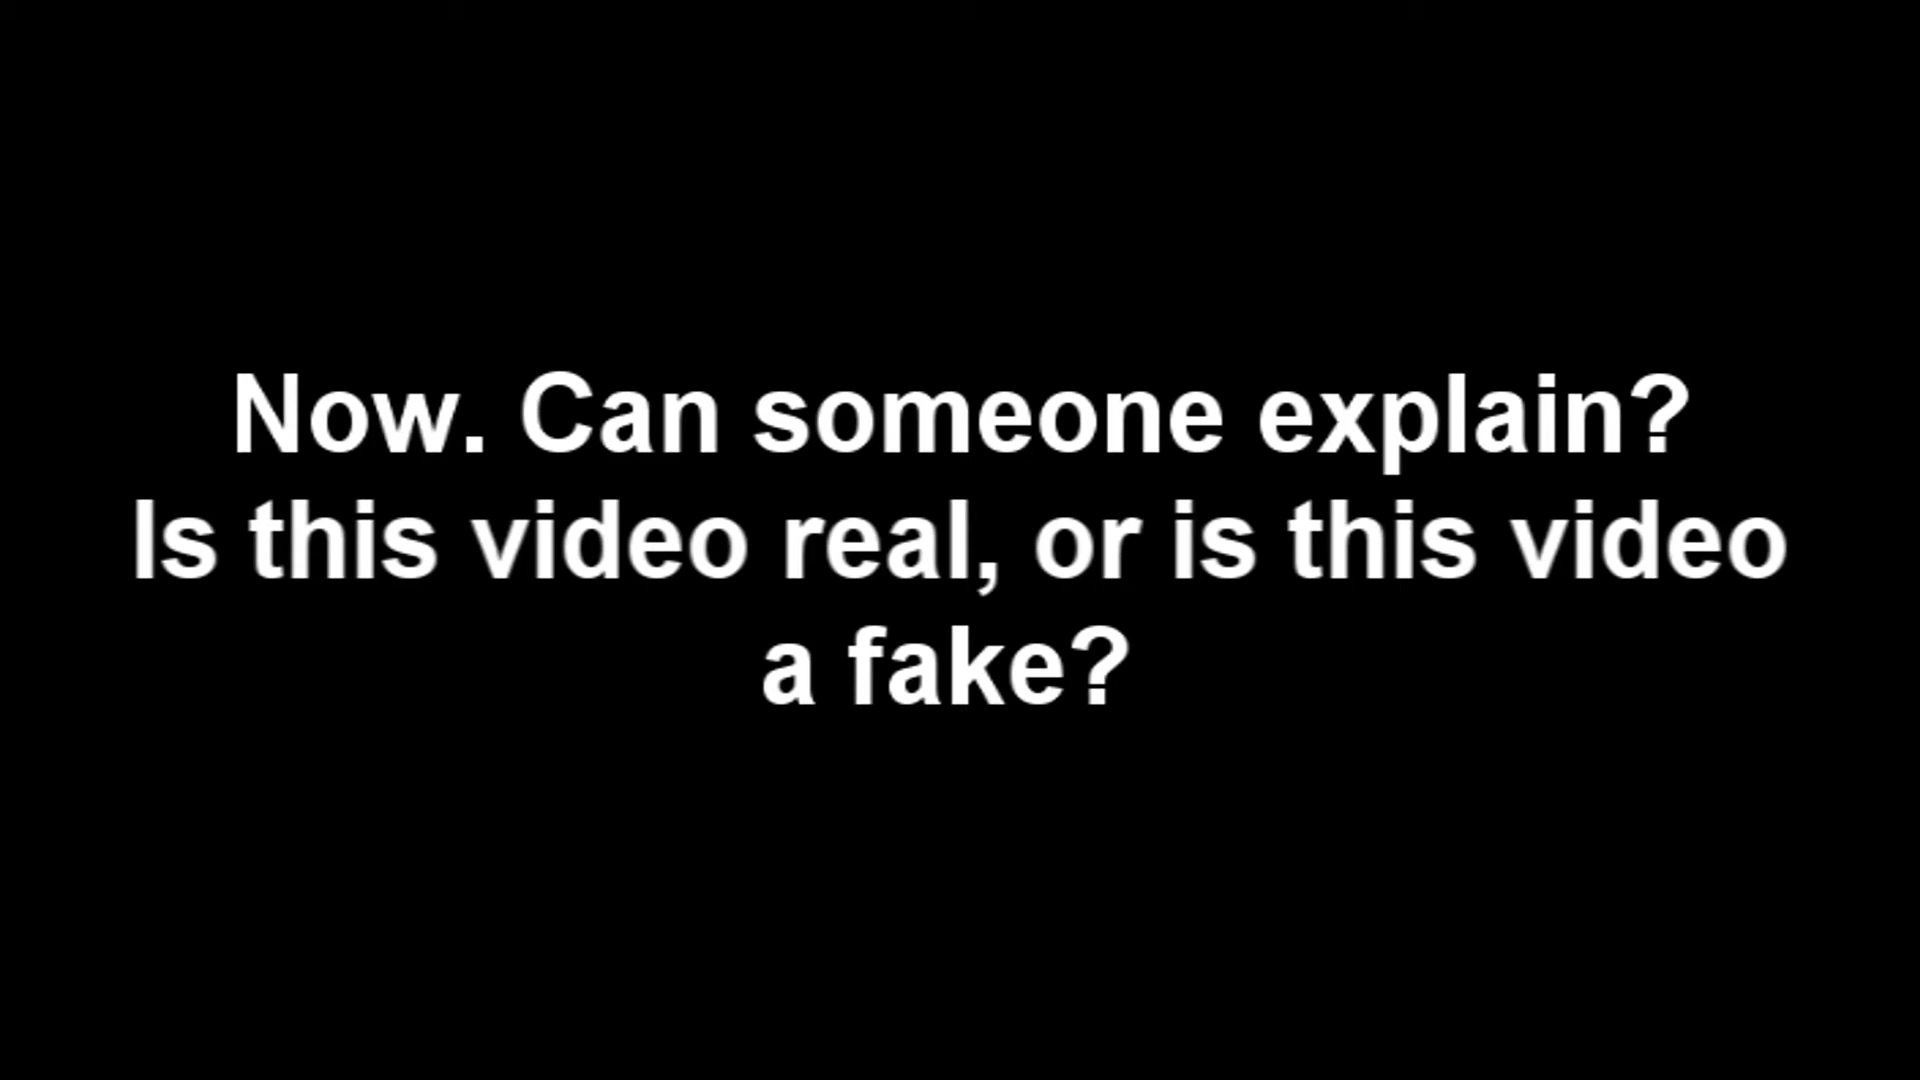 Now. Can someone explain?
Is this video real, or is this video
a fake?